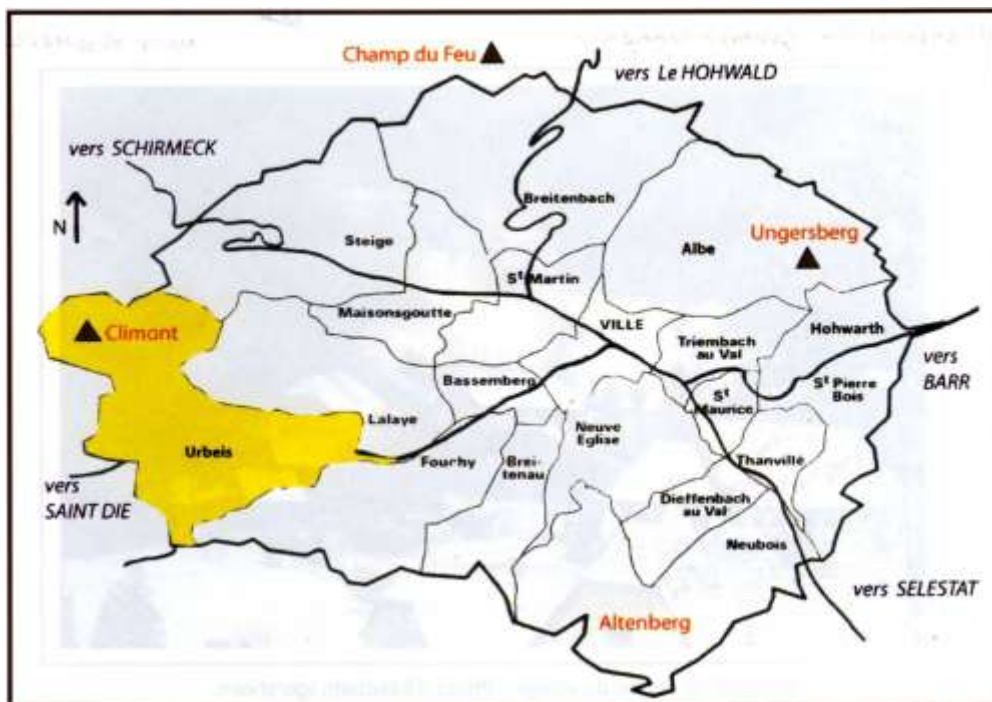 Champ du Feu
vers Le HOHWALD
vers SCHIRMECK
N
Breitenbach
Steige
Albe
Ungersberg
St Martin
Maisonsgoutte
VILLE
Climont
Triembach
au Val
Hohwarth
vers
BARR
Bassemberg
St
Maurice
St Pierre
Bois
Lalaye
Neuve
Eglise
Urbeis
Fourhy
Brei-
tenau
Thanvillé
vers
SAINT DIE
Dieffenbach
au Val
Neubois
vers SELESTAT
Altenberg